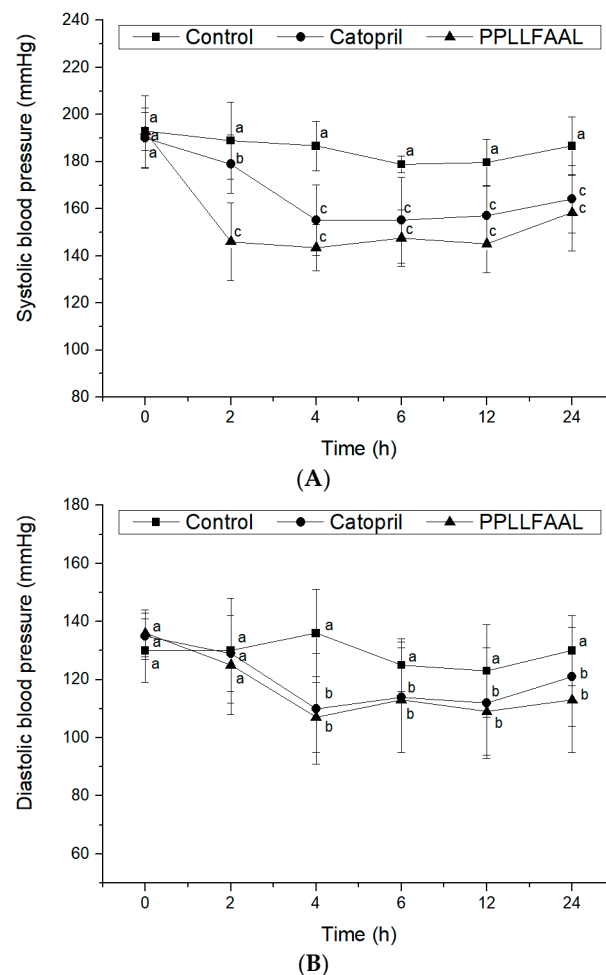 Control Catopril PPLLFAAL
Systolic blood pressure (mmHg)
240
220
200
180
160
140
120
100
80
a a a a a a
a b c c c c
a c c c c c
0 2 4 6 12 24
Time (h)
(A)
Control Catopril PPLLFAAL
Diastolic blood pressure (mmHg)
180
160
140
120
100
80
60
a a a a a a
a a b b b b
a a b b b b
0 2 4 6 12 24
Time (h)
(B)